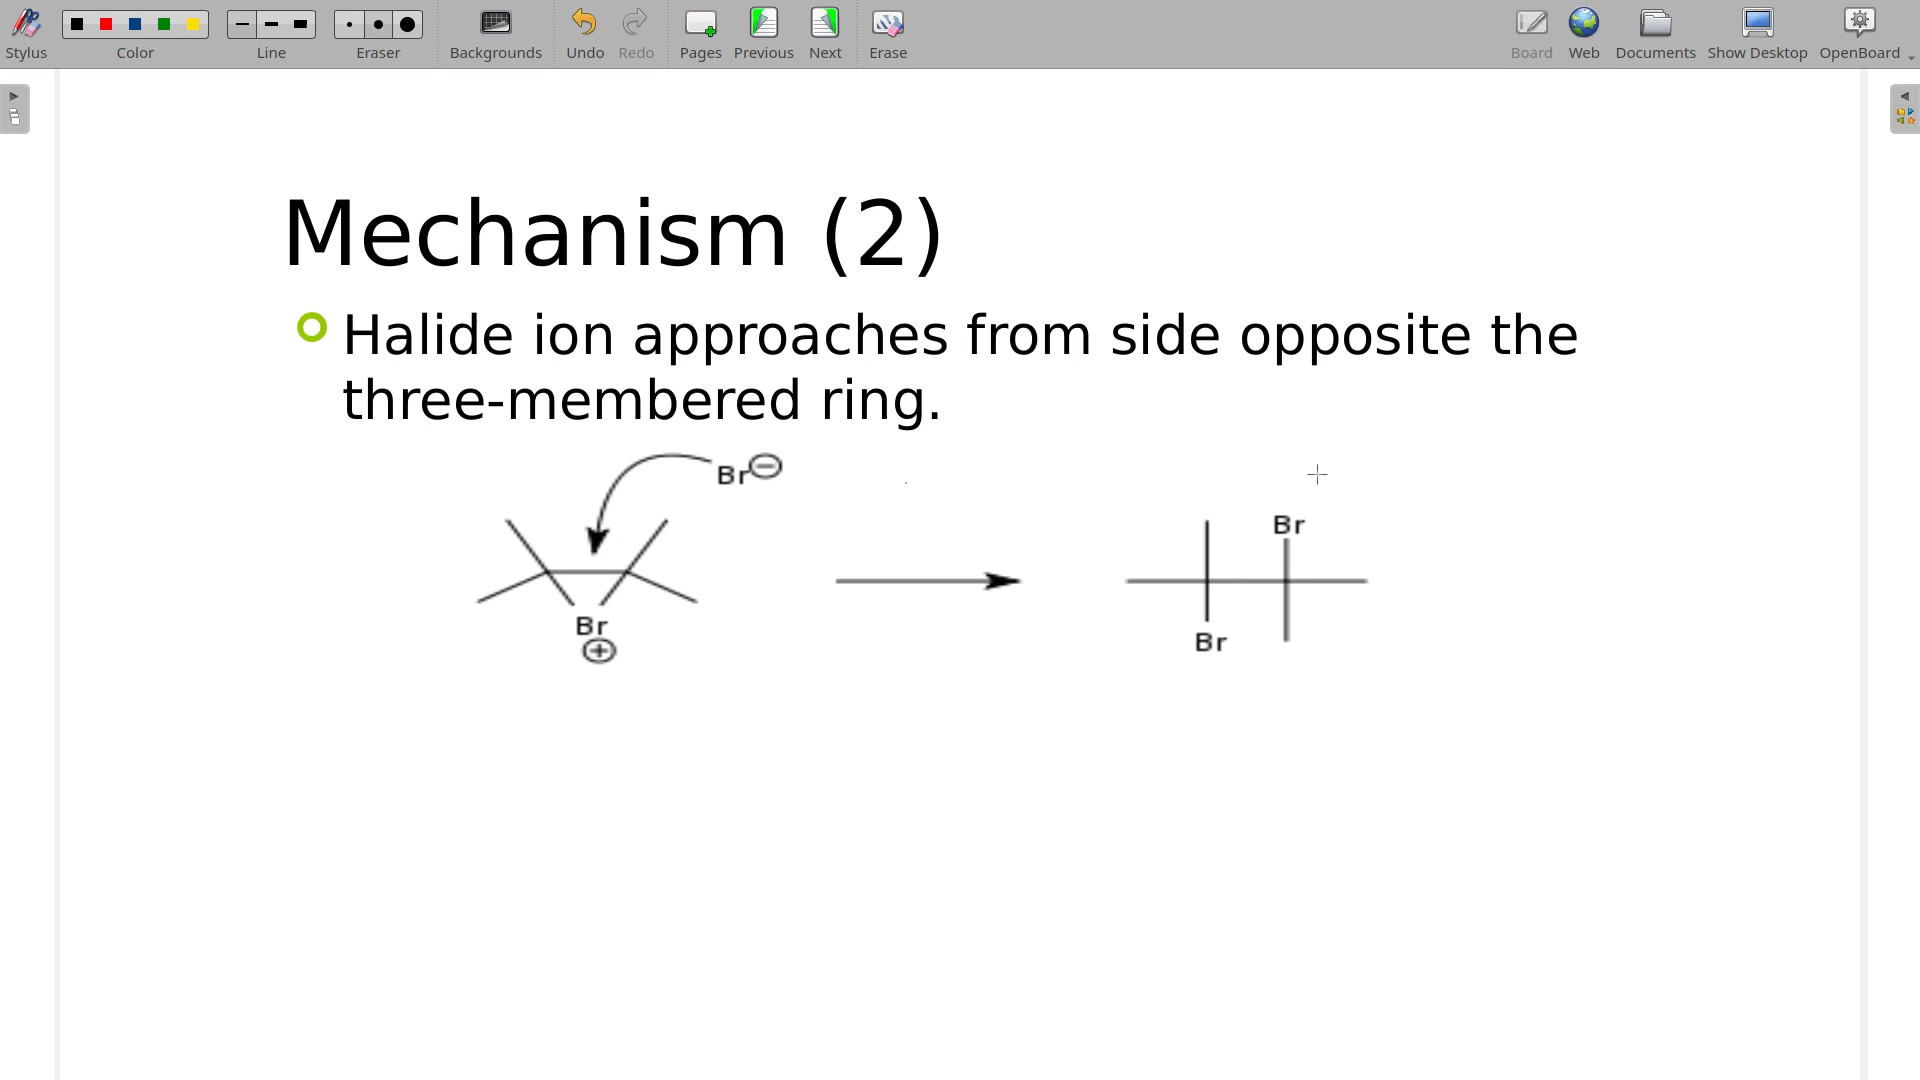 Stylus Color Line Eraser Backgrounds Undo Redo Pages Previous Next Erase Board Web Documents Show Desktop OpenBoard
Mechanism (2)
Halide ion approaches from side opposite the
three-membered ring.
Br⊖
Br
Br
⊕
Br